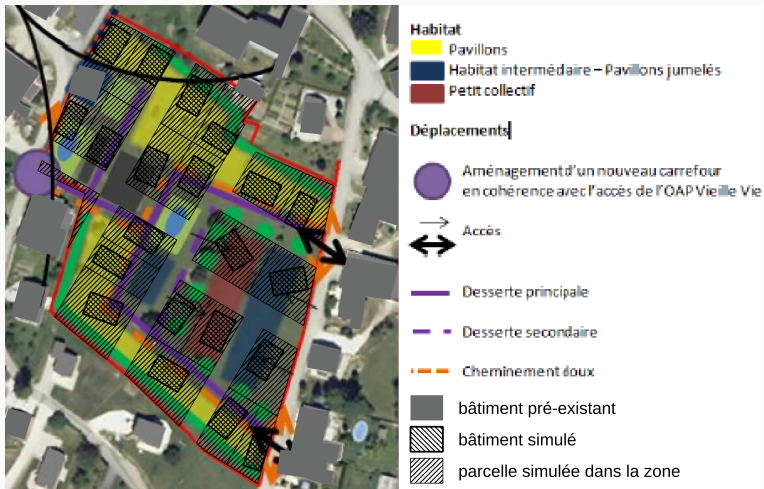 Habitat
Pavillons
Habitat intermédaire – Pavillons jumelés
Petit collectif
Déplacements
Aménagement d'un nouveau carrefour
en cohérence avec l'accès de l'OAP Vieille Vie
Accès
Desserte principale
Desserte secondaire
Cheminement doux
bâtiment pré-existant
bâtiment simulé
parcelle simulée dans la zone